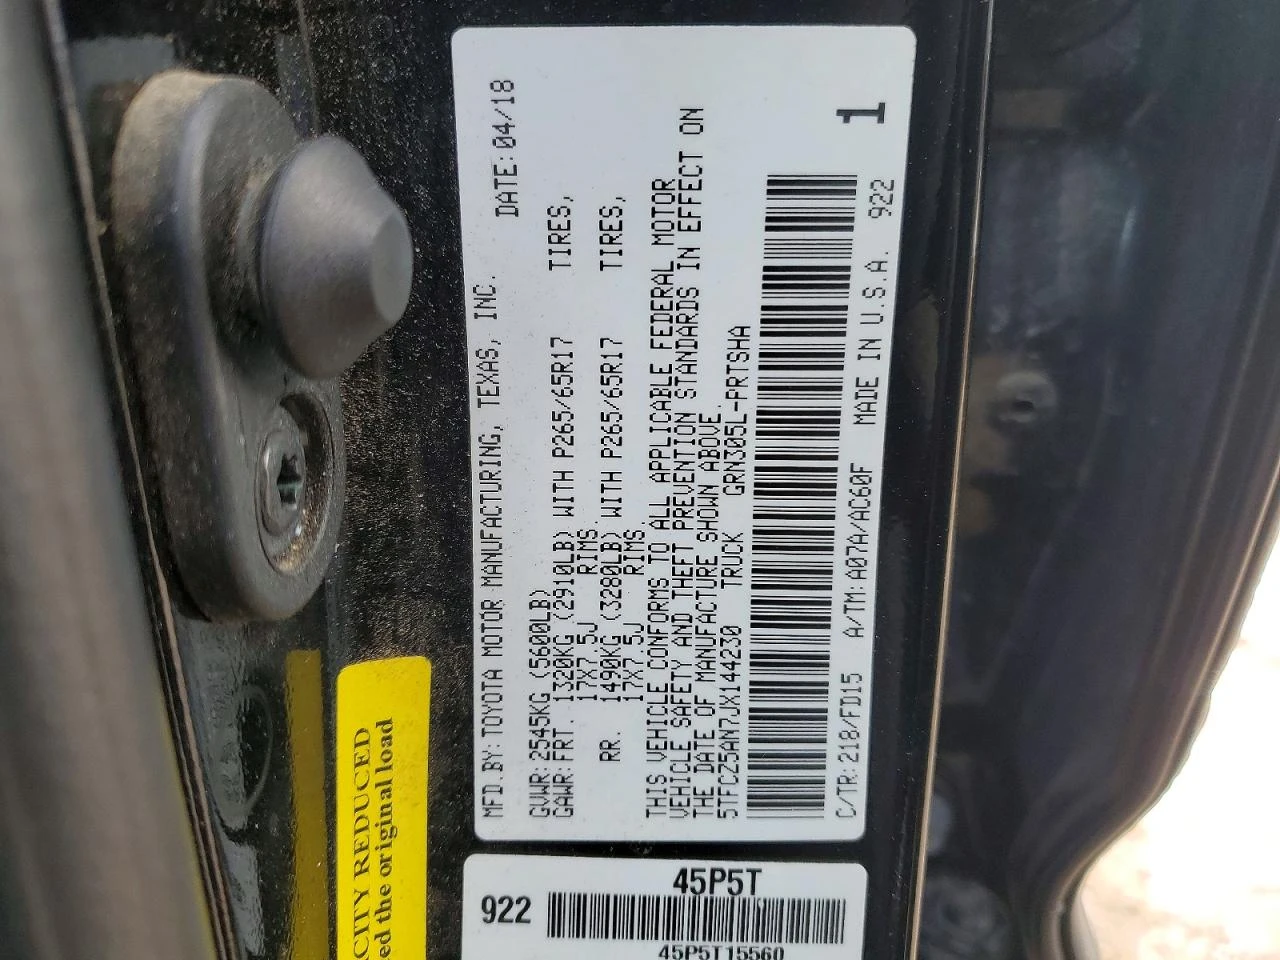 MFD.BY: TOYOTA MOTOR MANUFACTURING, TEXAS, INC.
DATE: 04/18
GVWR: 2545KG (5600LB)
GAWR: FRT. 1320KG (2910LB) WITH P265/65R17 TIRES,
17X7.5J RIMS.
RR. 1490KG (3280LB) WITH P265/65R17 TIRES,
17X7.5J RIMS.
THIS VEHICLE CONFORMS TO ALL APPLICABLE FEDERAL MOTOR
VEHICLE SAFETY AND THEFT PREVENTION STANDARDS IN EFFECT ON
THE DATE OF MANUFACTURE SHOWN ABOVE.
5TFCZ5AN7JX144230 TRUCK GRN305L-PRTSHA
C/TR: 218/FD15 A/TM: A07A/AC60F MADE IN U.S.A. 922
1
922
45P5T
45P5T15560
ACITY REDUCED
ed the original load